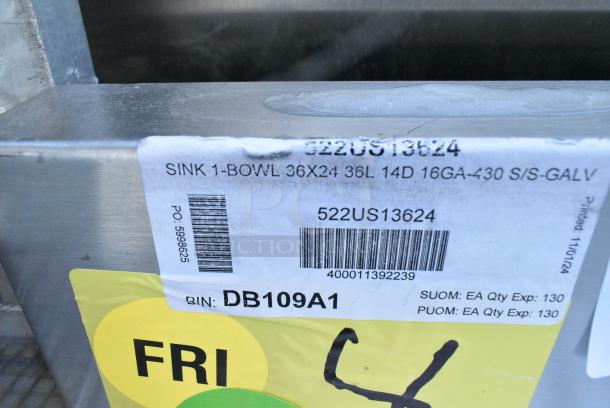 522US13624
SINK 1-BOWL 36X24 36L 14D 16GA-430 S/S-GALV
PO: 5998625
522US13624
Printed: 11/01/24
400011392239
BIN: DB109A1
SUOM: EA Qty Exp: 130
PUOM: EA Qty Exp: 130
FRI
4